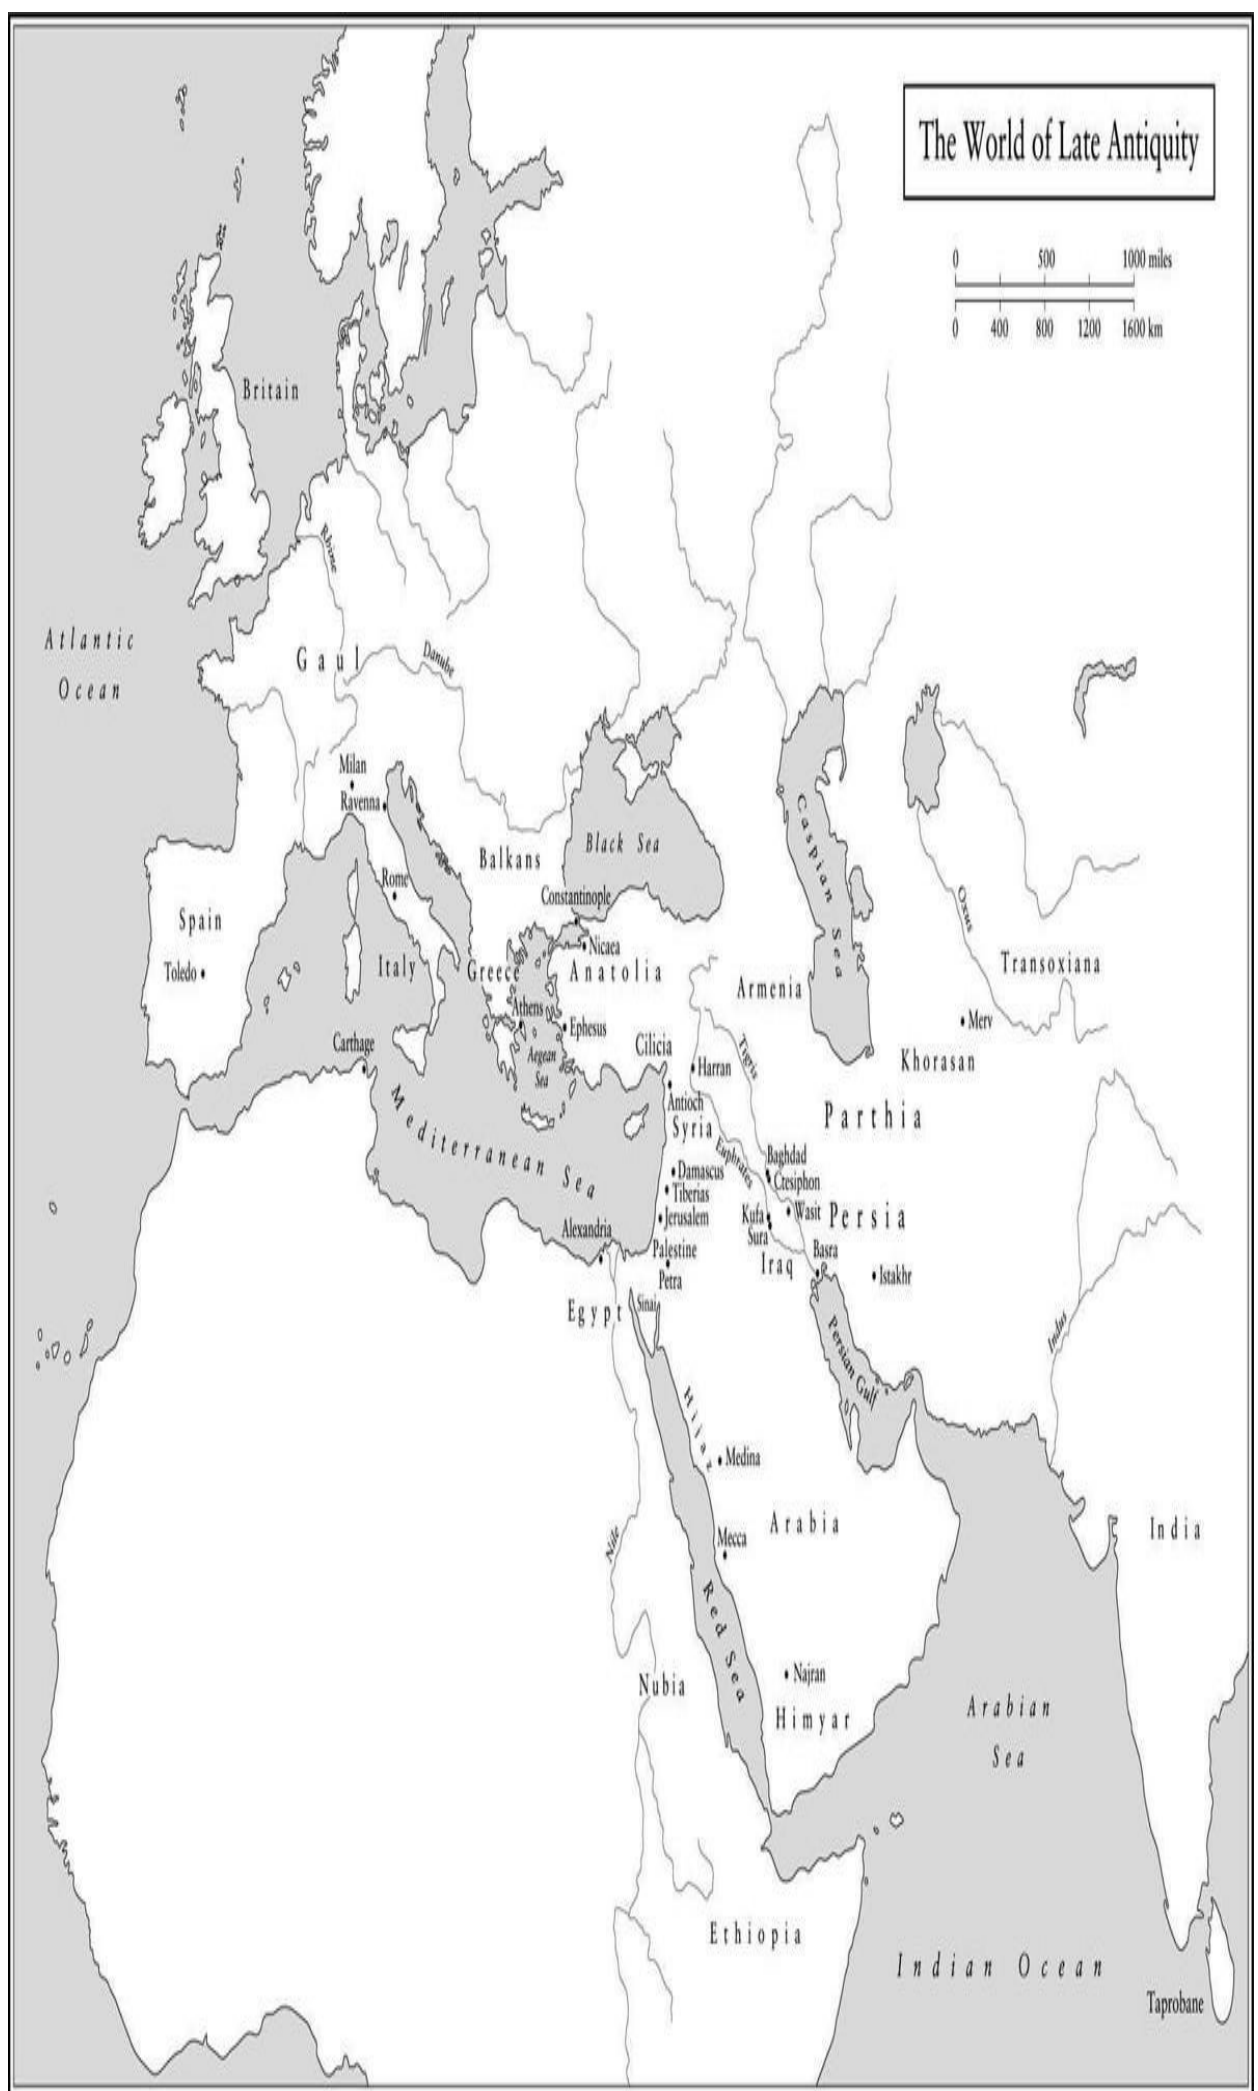 The World of Late Antiquity
0 500 1000 miles
0 400 800 1200 1600 km
Britain
Rhine
Atlantic
Ocean
Gaul
Danube
Milan
Ravenna
Black Sea
Caspian Sea
Balkans
Rome
Constantinople
Oxus
Spain
Nicaea
Toledo
Italy
Greece
Anatolia
Transoxiana
Armenia
Athens
Ephesus
Merv
Carthage
Aegean
Sea
Cilicia
Tigris
Khorasan
Harran
Mediterranean Sea
Antioch
Syria
Parthia
Euphrates
Baghdad
Damascus
Ctesiphon
Tiberias
Jerusalem
Kufa
Wasit
Persia
Alexandria
Sura
Palestine
Iraq
Basra
Petra
Istakhr
Egypt
Sinai
Indus
Persian Gulf
Hijaz
Medina
Arabia
India
Nile
Mecca
Red Sea
Najran
Nubia
Himyar
Arabian
Sea
Ethiopia
Indian Ocean
Taprobane